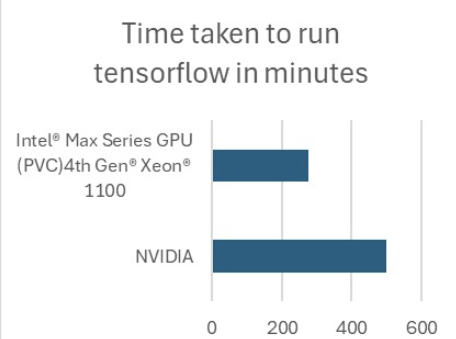 Time taken to run
tensorflow in minutes
Intel® Max Series GPU
(PVC)4th Gen® Xeon®
1100
NVIDIA
0 200 400 600